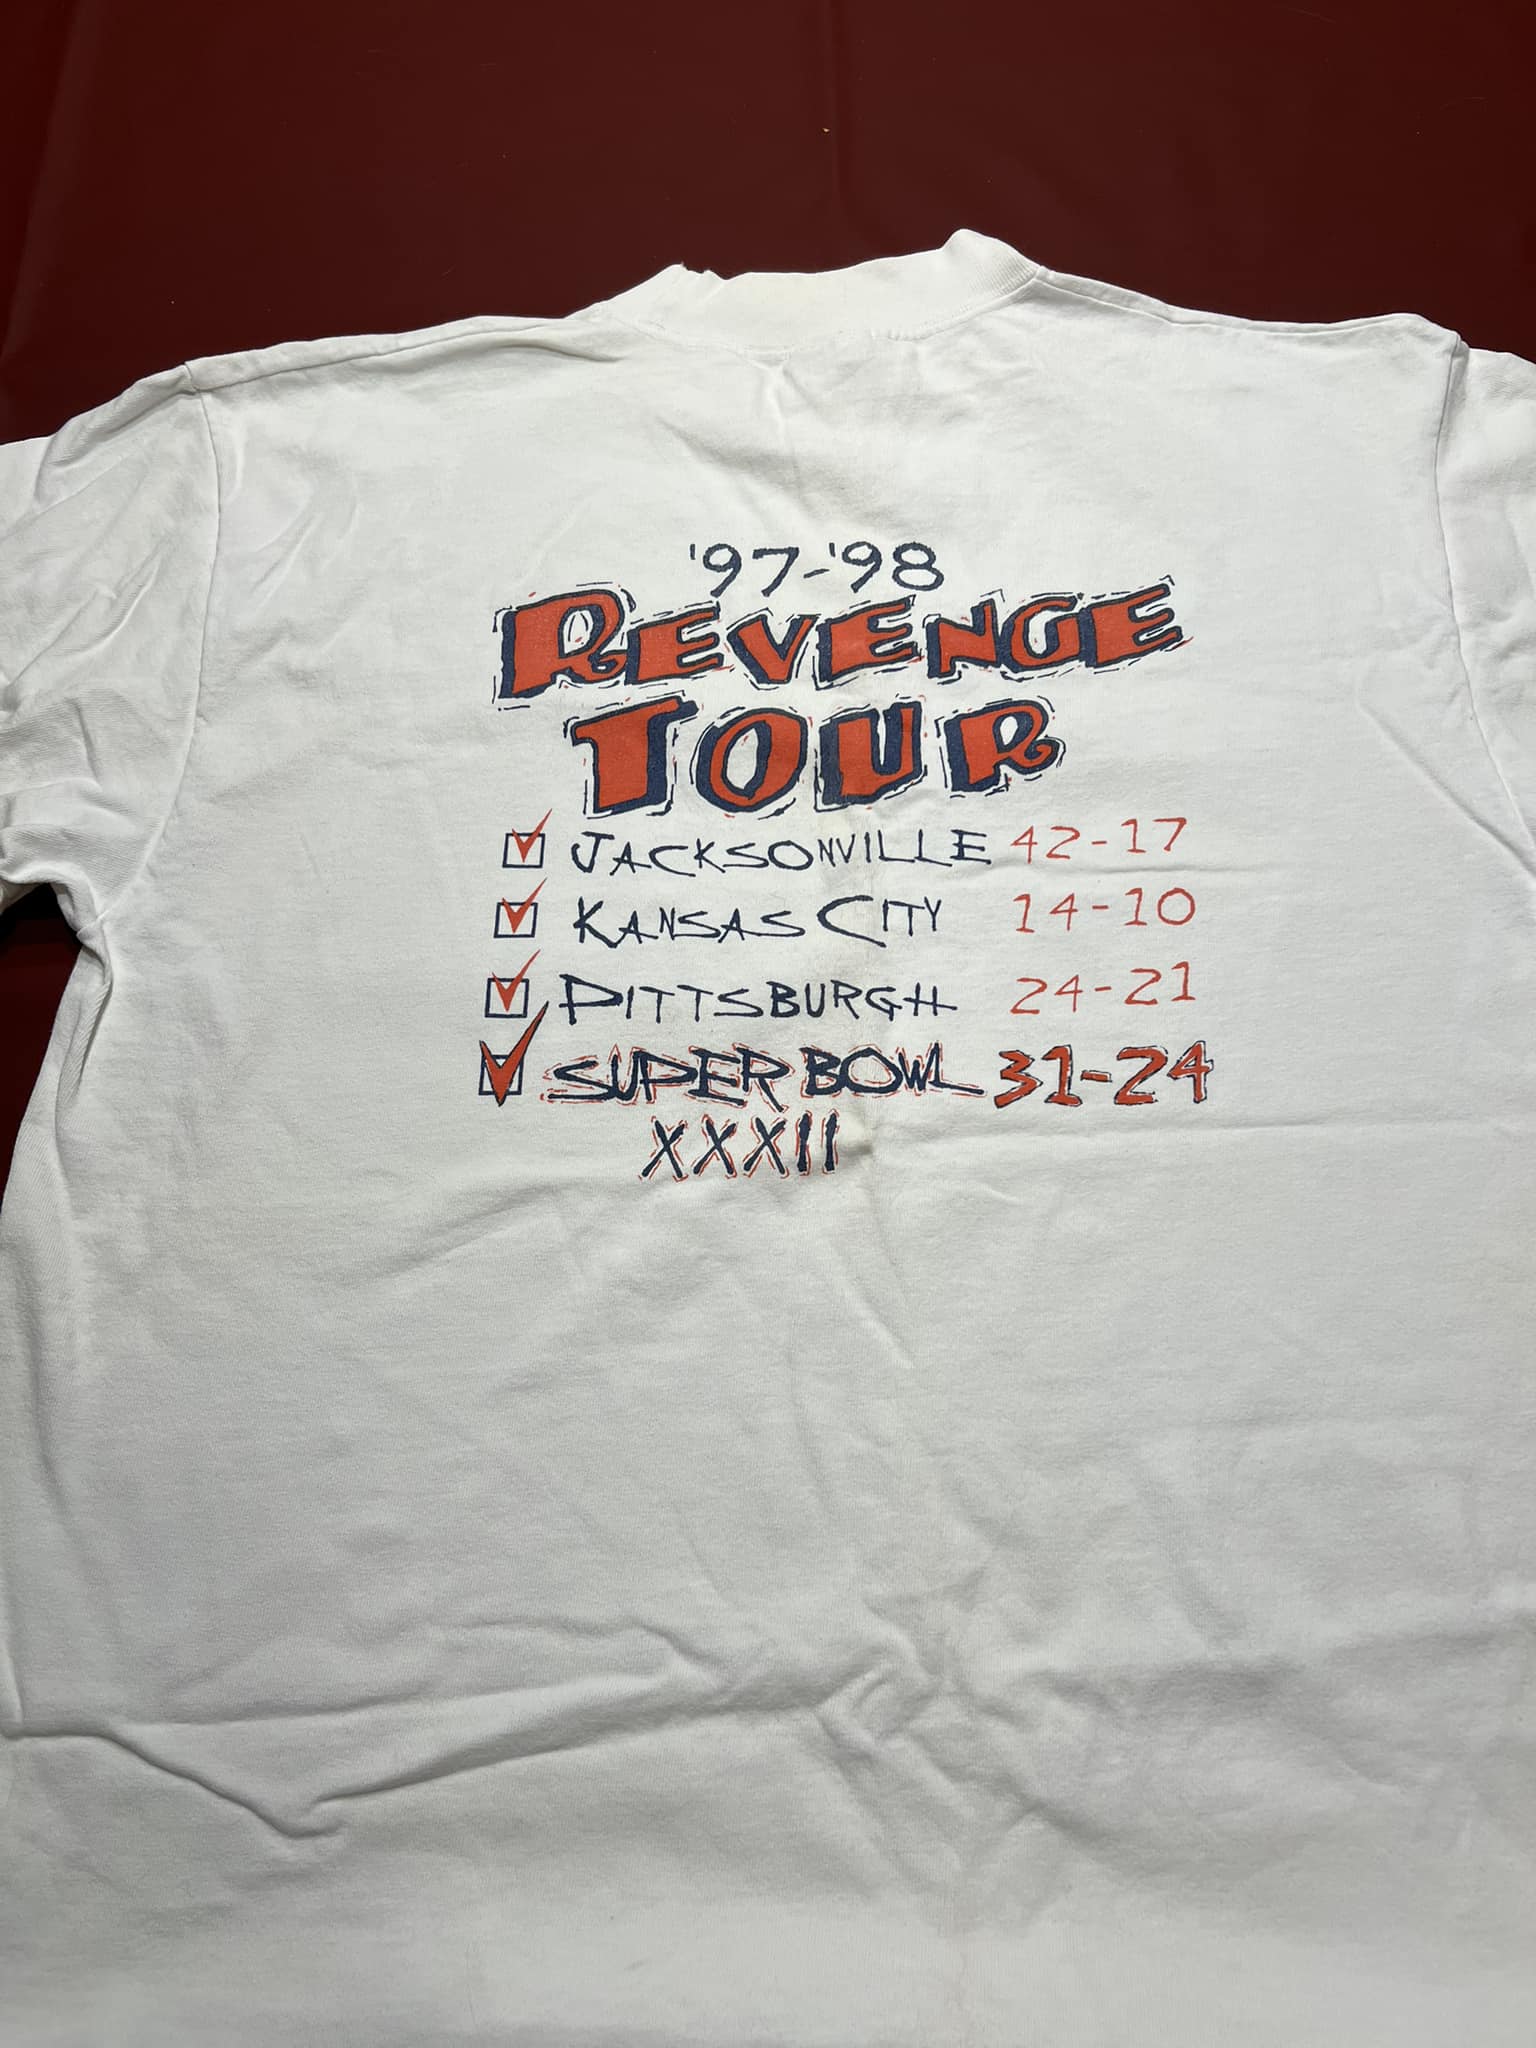 '97-'98
REVENGE
TOUR
JACKSONVILLE 42-17
KANSAS CITY 14-10
PITTSBURGH 24-21
SUPER BOWL 31-24
XXXII